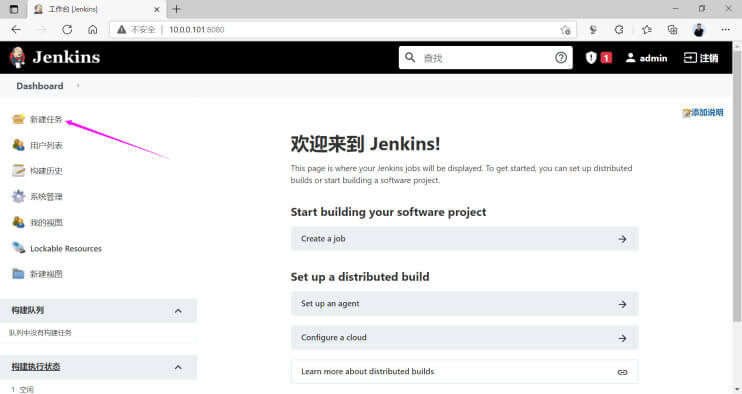 工作台 [Jenkins]
不安全 | 10.0.0.101:8080
Jenkins
查找
1
admin
注销
Dashboard
添加说明
新建任务
用户列表
构建历史
系统管理
我的视图
Lockable Resources
新建视图
构建队列
队列中没有构建任务
构建执行状态
1 空闲
欢迎来到 Jenkins!
This page is where your Jenkins jobs will be displayed. To get started, you can set up distributed
builds or start building a software project.
Start building your software project
Create a job
Set up a distributed build
Set up an agent
Configure a cloud
Learn more about distributed builds